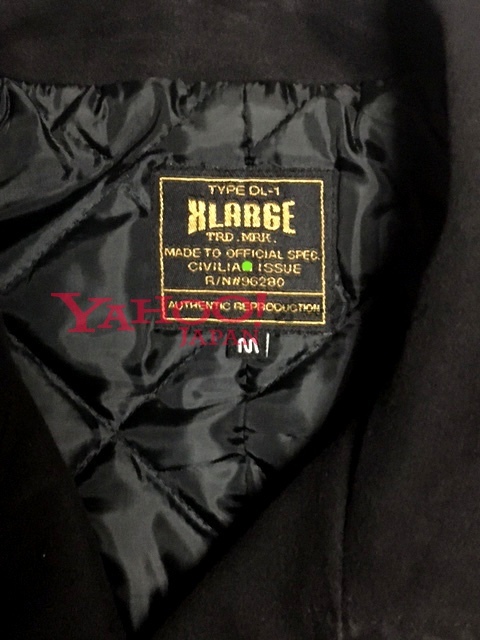 TYPE DL-1
XLARGE
TRD.MRK.
MADE TO OFFICIAL SPEC.
CIVILIAN ISSUE
R/N#96280
AUTHENTIC REPRODUCTION
YAHOO!
JAPAN
M